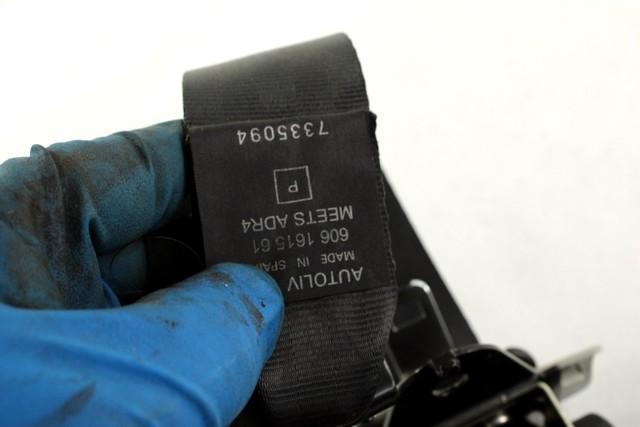 AUTOLIV
MADE IN SPAIN
606 1615 61
MEETS ADR4
P
7335094